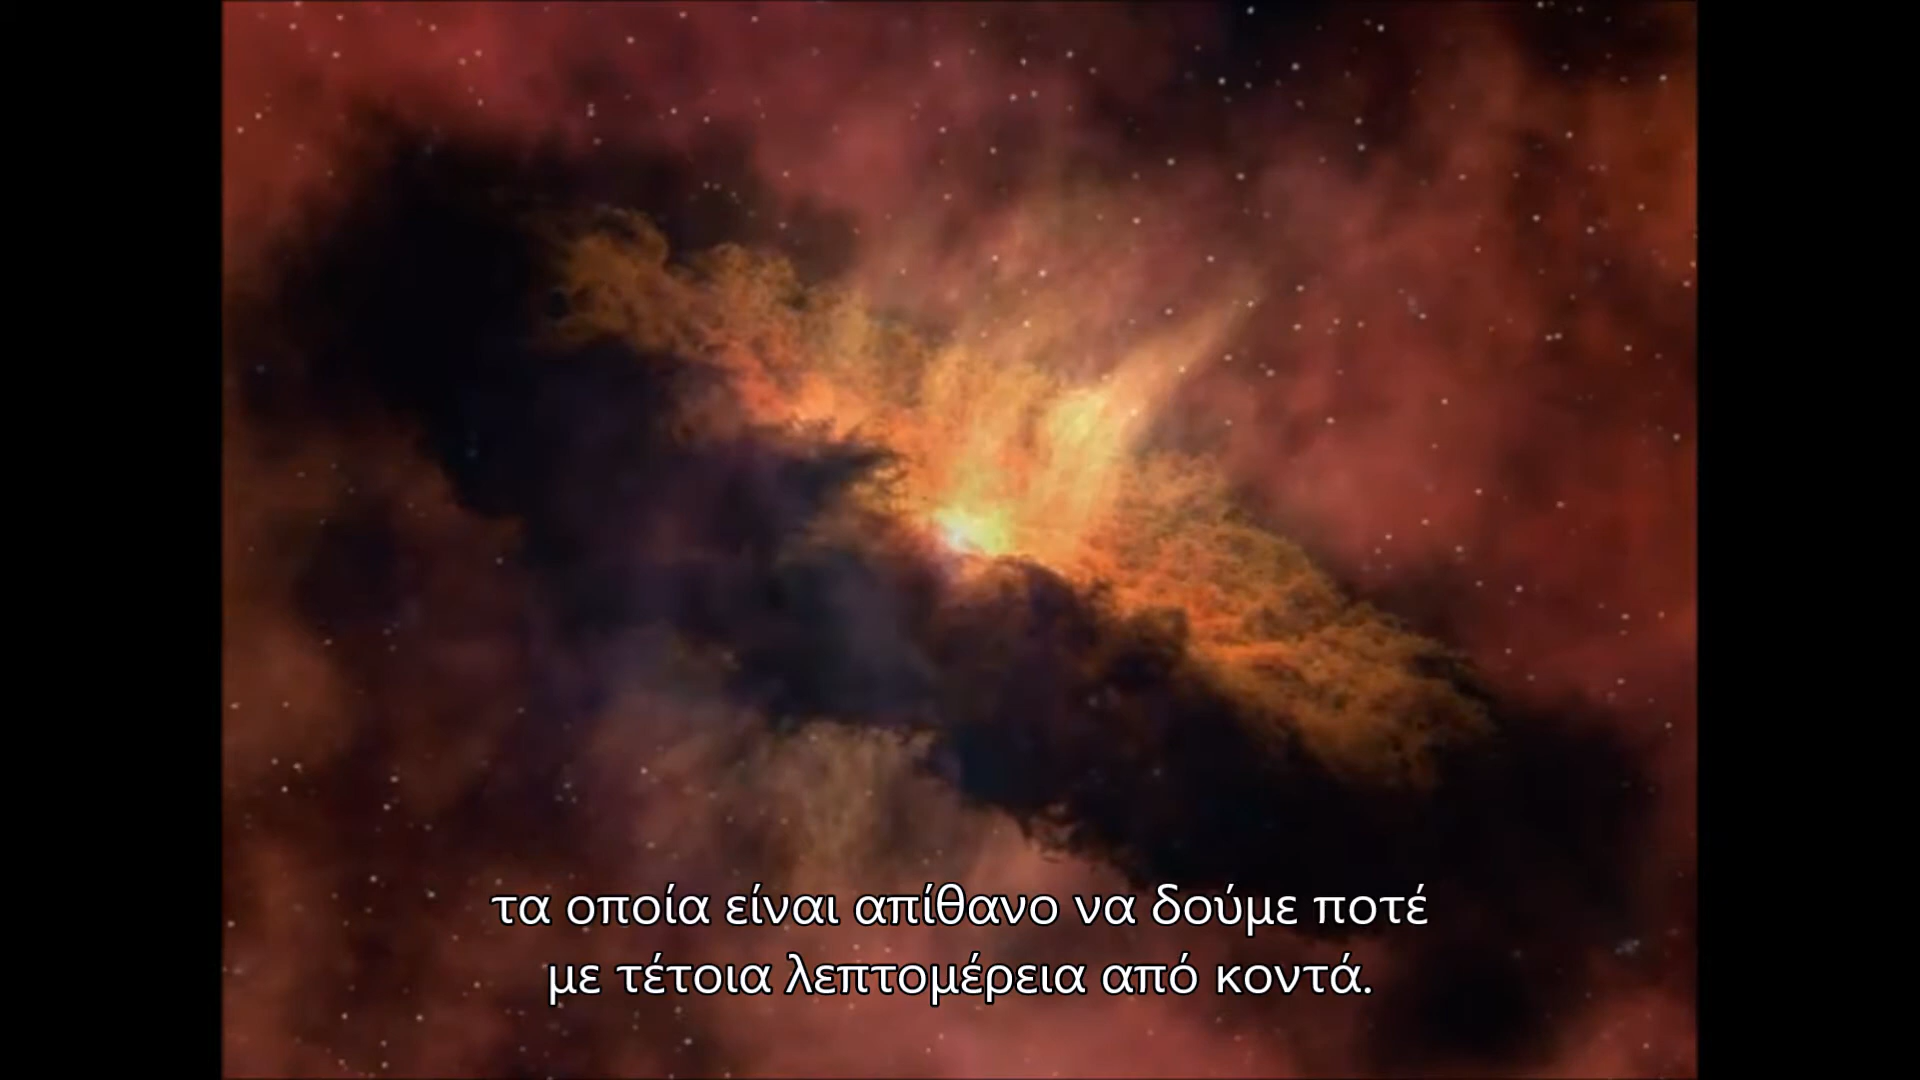 τα οποία είναι απίθανο να δούμε ποτέ
με τέτοια λεπτομέρεια από κοντά.